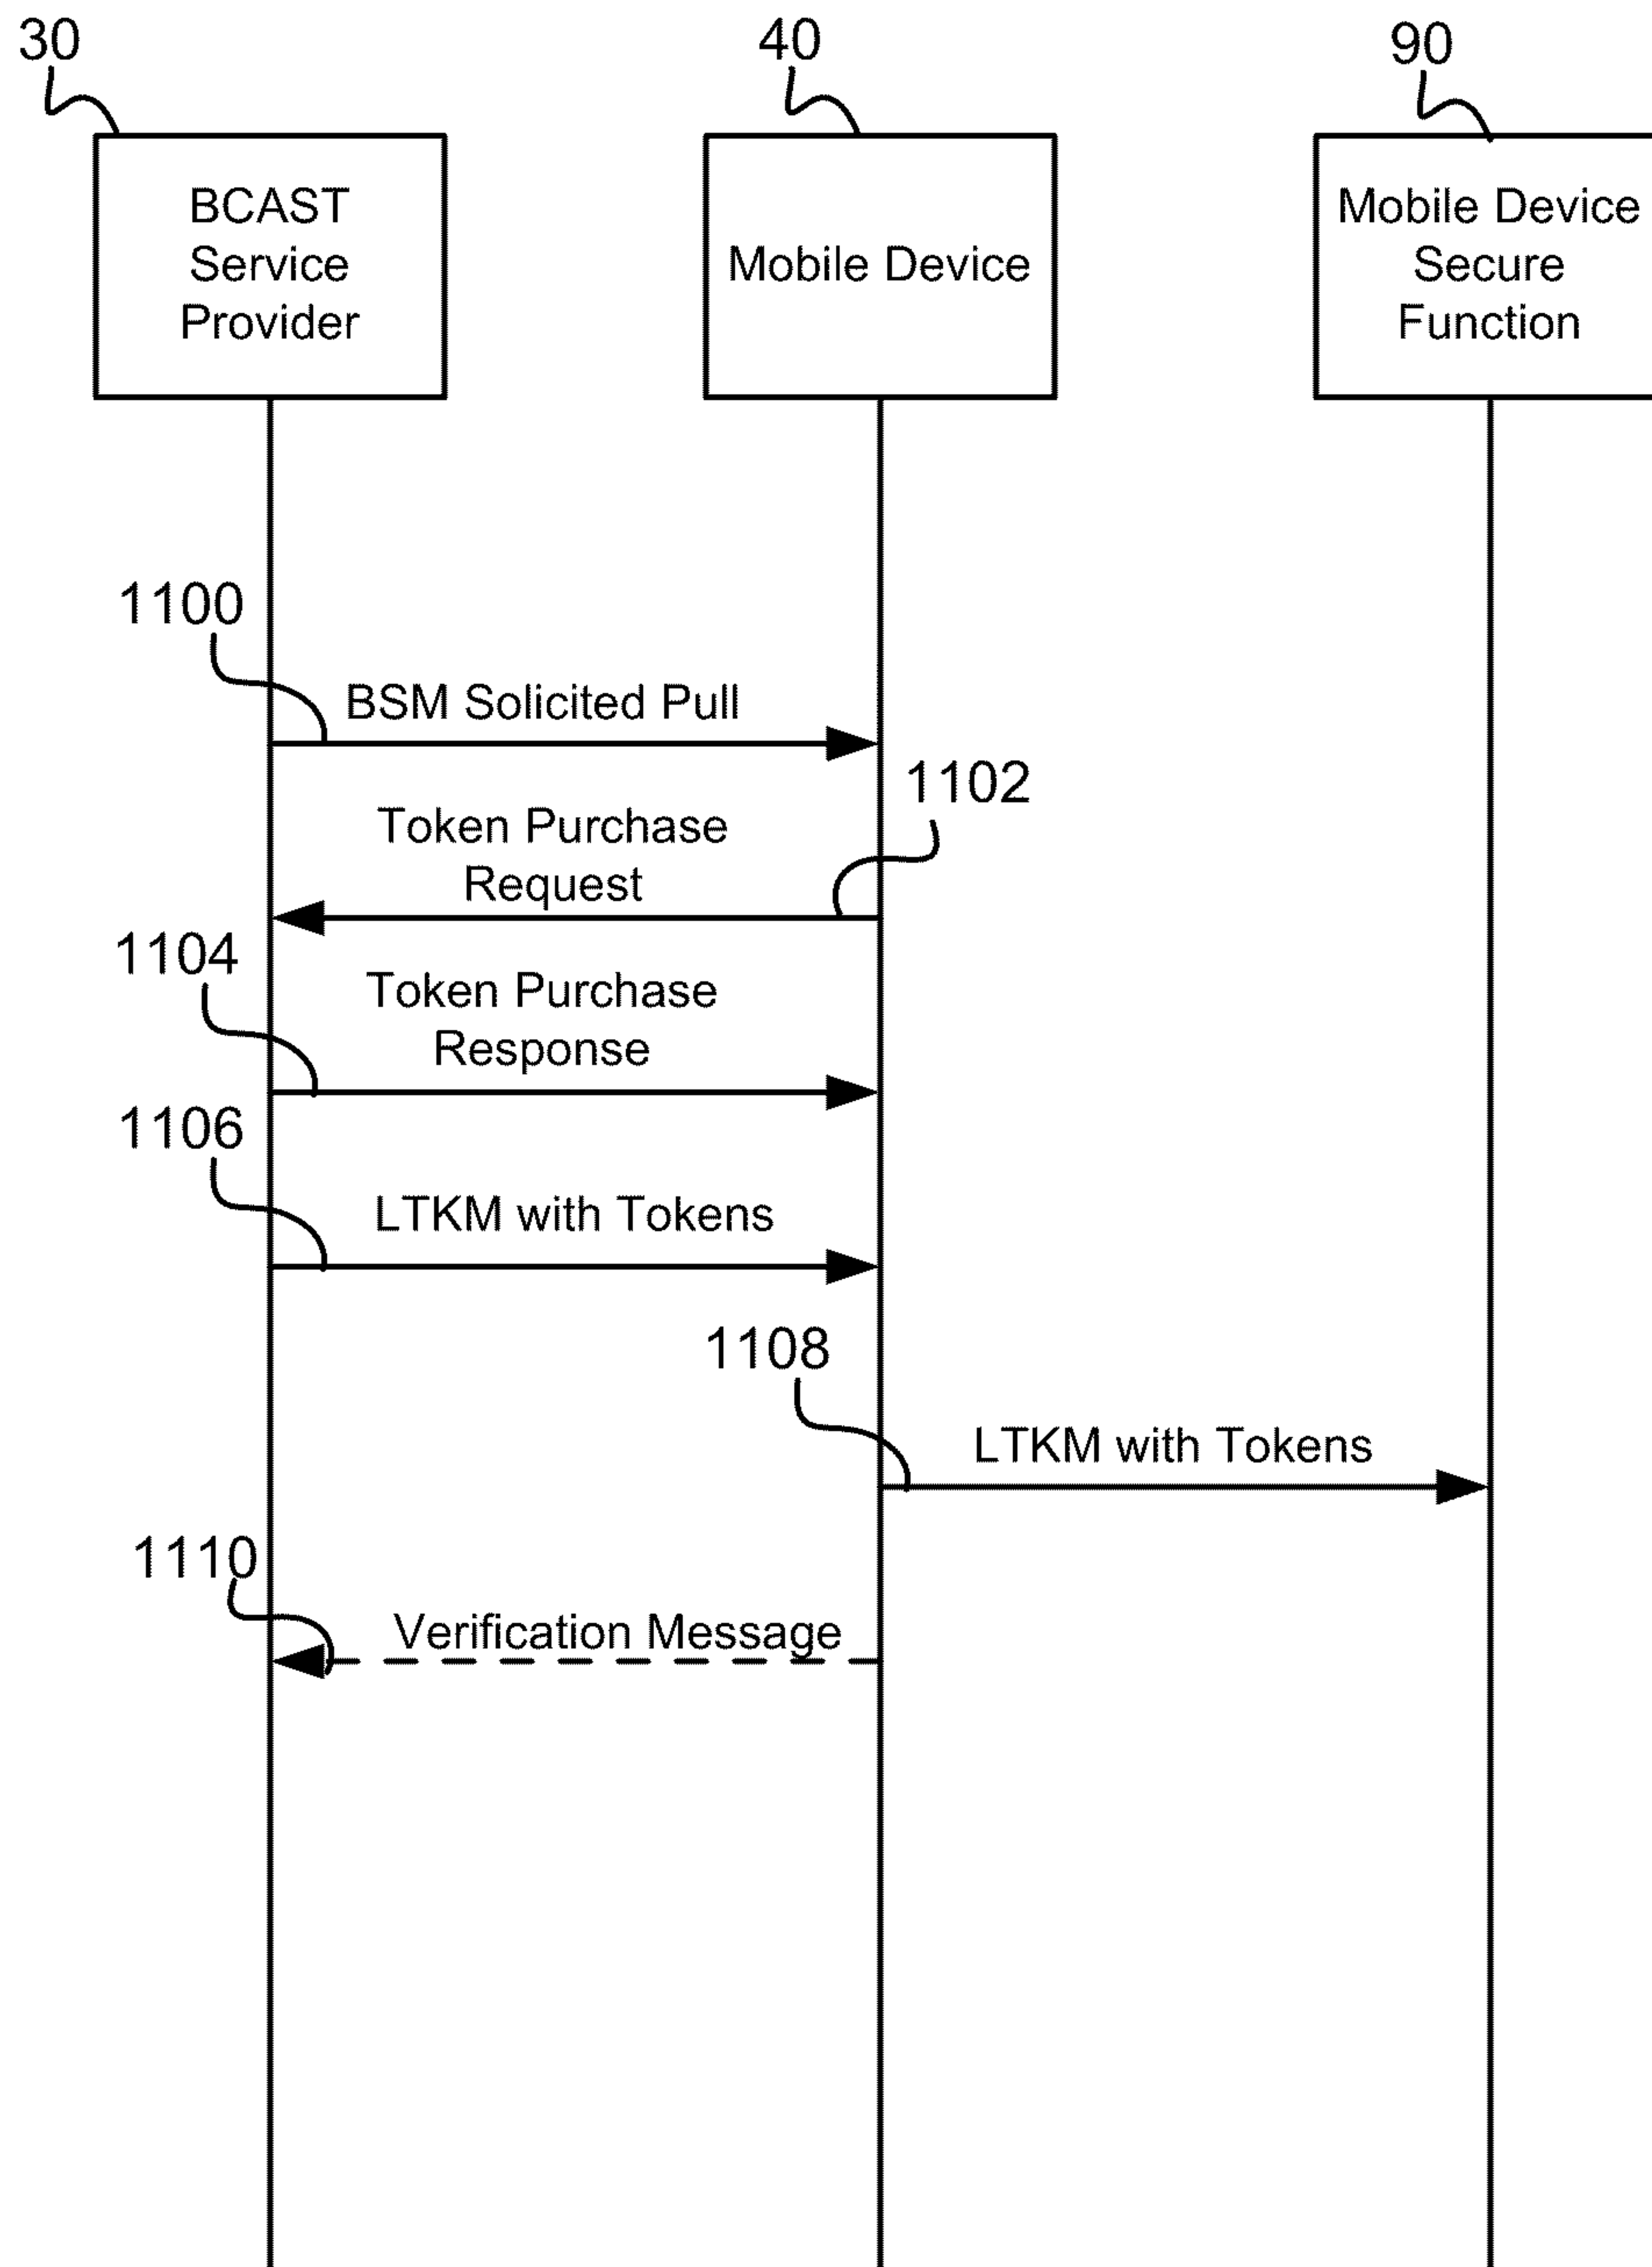 30
40
90
BCAST
Service
Provider
Mobile Device
Mobile Device
Secure
Function
1100
BSM Solicited Pull
1102
Token Purchase
Request
1104
Token Purchase
Response
1106
LTKM with Tokens
1108
LTKM with Tokens
1110
Verification Message